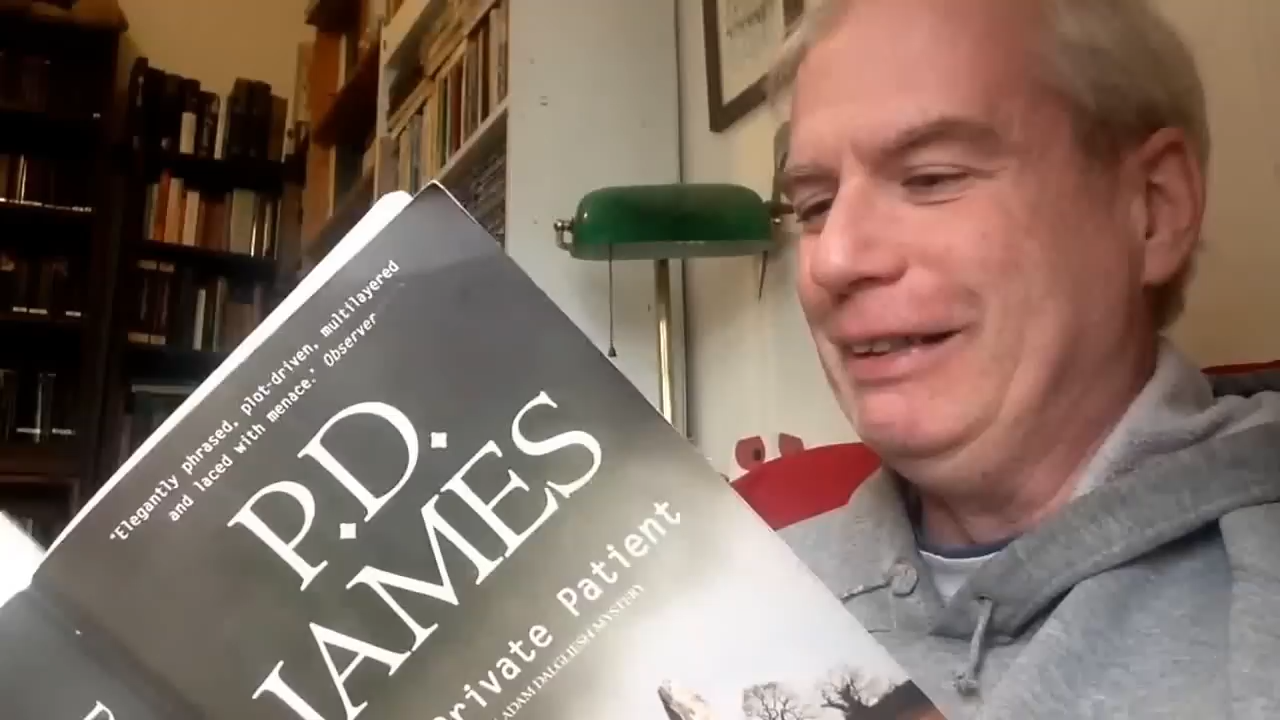 "Elegantly phrased, plot-driven, multilayered
and laced with menace.' Observer
P.D.
JAMES
Private Patient
ADAM DALGLIESH MYSTERY